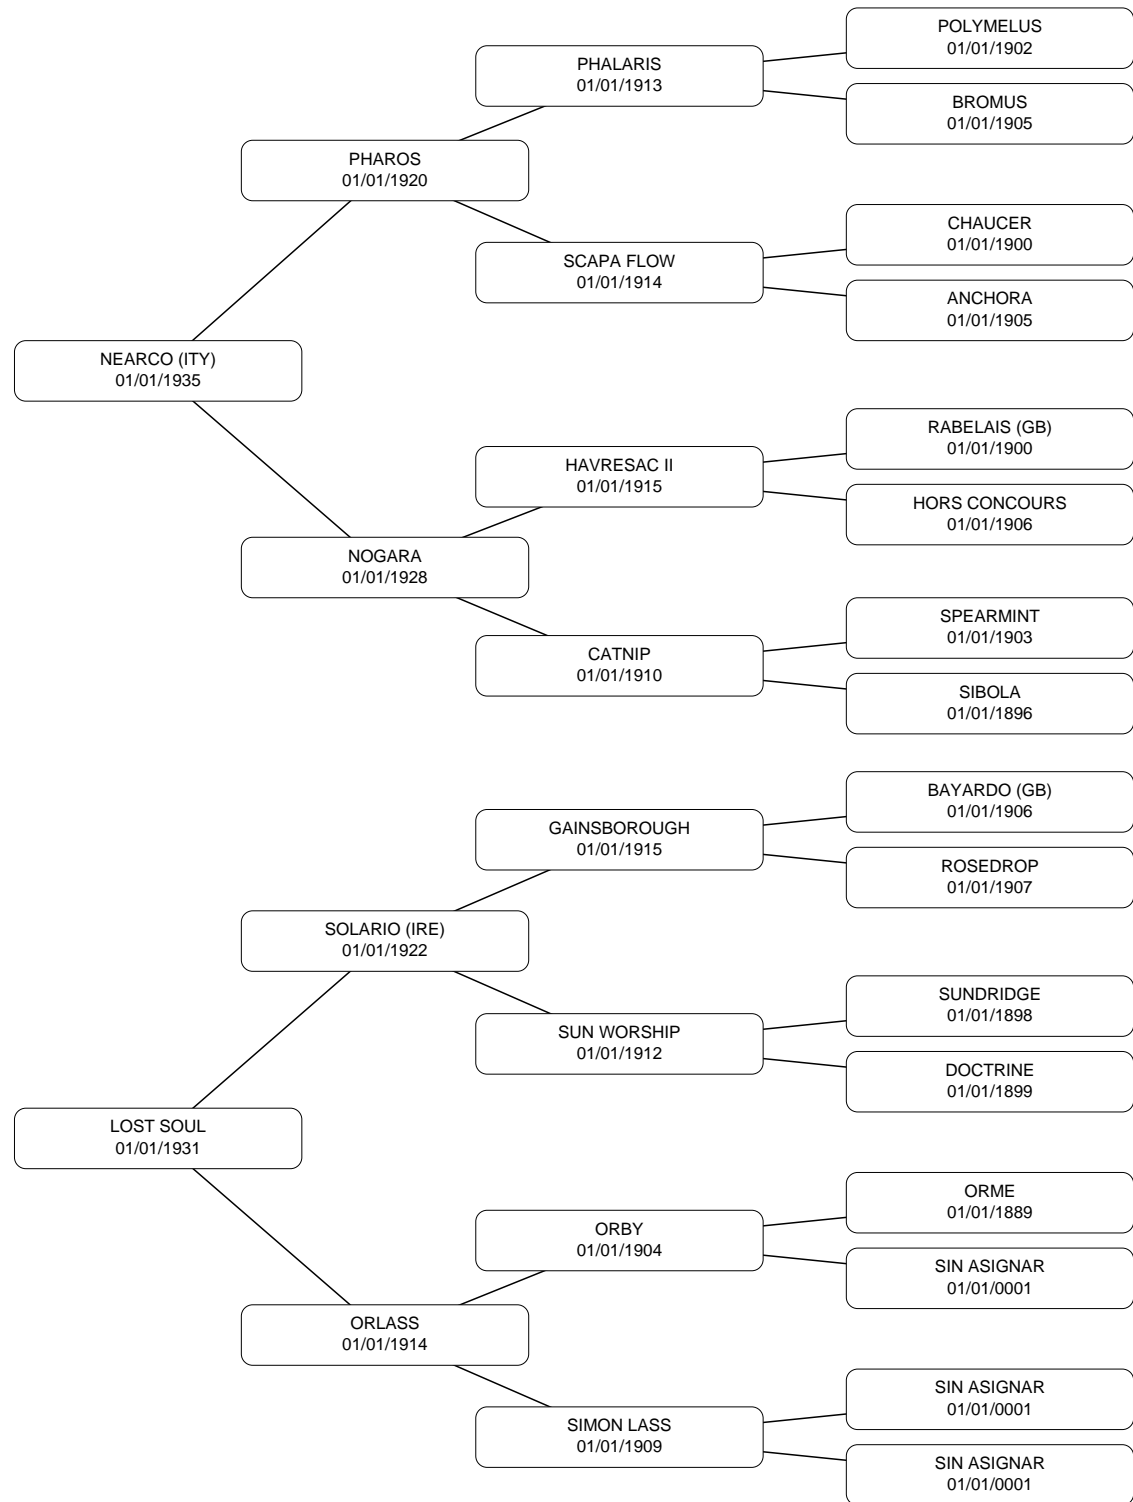 POLYMELUS
01/01/1902
PHALARIS
01/01/1913
BROMUS
01/01/1905
PHAROS
01/01/1920
CHAUCER
01/01/1900
SCAPA FLOW
01/01/1914
ANCHORA
01/01/1905
NEARCO (ITY)
01/01/1935
RABELAIS (GB)
01/01/1900
HAVRESAC II
01/01/1915
HORS CONCOURS
01/01/1906
NOGARA
01/01/1928
SPEARMINT
01/01/1903
CATNIP
01/01/1910
SIBOLA
01/01/1896
BAYARDO (GB)
01/01/1906
GAINSBOROUGH
01/01/1915
ROSEDROP
01/01/1907
SOLARIO (IRE)
01/01/1922
SUNDRIDGE
01/01/1898
SUN WORSHIP
01/01/1912
DOCTRINE
01/01/1899
LOST SOUL
01/01/1931
ORME
01/01/1889
ORBY
01/01/1904
SIN ASIGNAR
01/01/0001
ORLASS
01/01/1914
SIN ASIGNAR
01/01/0001
SIMON LASS
01/01/1909
SIN ASIGNAR
01/01/0001